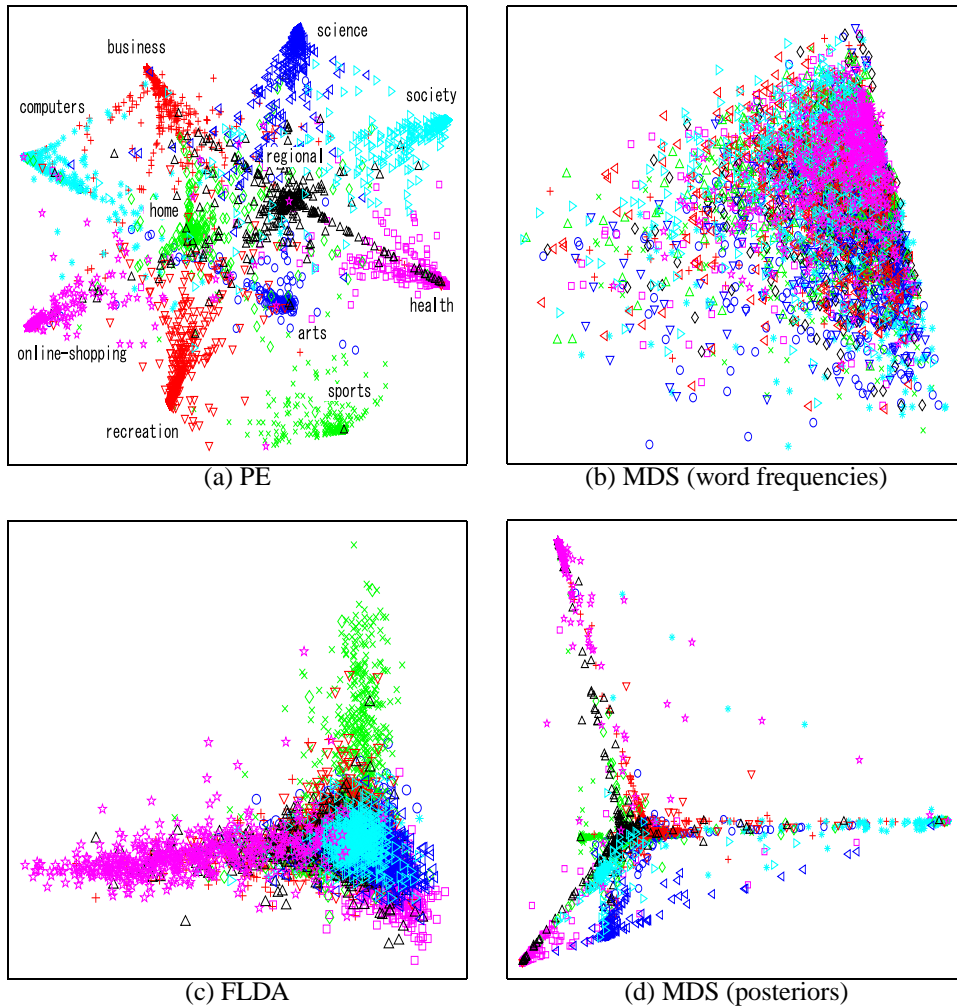 science
business
society
computers
regional
home
health
arts
online-shopping
sports
recreation
(a) PE
(b) MDS (word frequencies)
(c) FLDA
(d) MDS (posteriors)